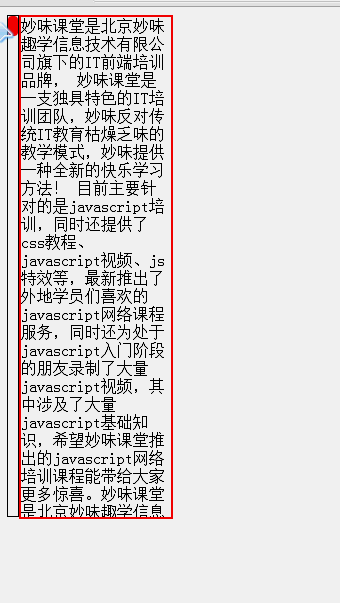 妙味课堂是北京妙味
趣学信息技术有限公
司旗下的IT前端培训
品牌， 妙味课堂是
一支独具特色的IT培
训团队，妙味反对传
统IT教育枯燥乏味的
教学模式，妙味提供
一种全新的快乐学习
方法！ 目前主要针
对的是javascript培
训，同时还提供了
css教程、
javascript视频、js
特效等，最新推出了
外地学员们喜欢的
javascript网络课程
服务，同时还为处于
javascript入门阶段
的朋友录制了大量
javascript视频，其
中涉及了大量
javascript基础知
识，希望妙味课堂推
出的javascript网络
培训课程能带给大家
更多惊喜。妙味课堂
是北京妙味趣学信息